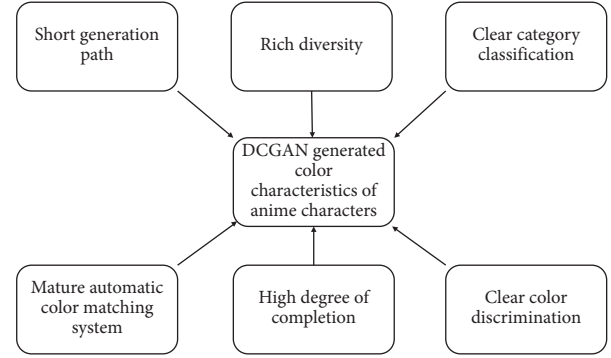 Short generation
path
Rich diversity
Clear category
classification
DCGAN generated
color
characteristics of
anime characters
Mature automatic
color matching
system
High degree of
completion
Clear color
discrimination